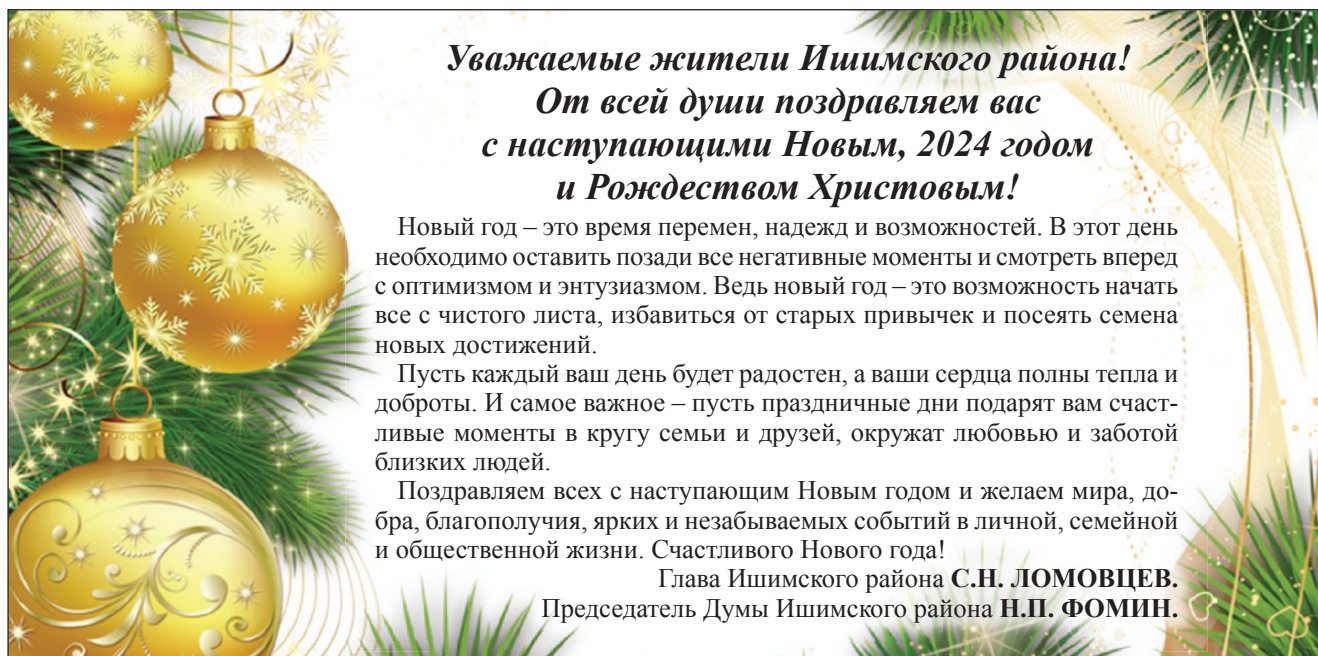 Уважаемые жители Ишимского района!
От всей души поздравляем вас
с наступающими Новым, 2024 годом
и Рождеством Христовым!
Новый год – это время перемен, надежд и возможностей. В этот день
необходимо оставить позади все негативные моменты и смотреть вперед
с оптимизмом и энтузиазмом. Ведь новый год – это возможность начать
все с чистого листа, избавиться от старых привычек и посеять семена
новых достижений.
Пусть каждый ваш день будет радостен, а ваши сердца полны тепла и
доброты. И самое важное – пусть праздничные дни подарят вам счаст-
ливые моменты в кругу семьи и друзей, окружат любовью и заботой
близких людей.
Поздравляем всех с наступающим Новым годом и желаем мира, до-
бра, благополучия, ярких и незабываемых событий в личной, семейной
и общественной жизни. Счастливого Нового года!
Глава Ишимского района С.Н. ЛОМОВЦЕВ.
Председатель Думы Ишимского района Н.П. ФОМИН.